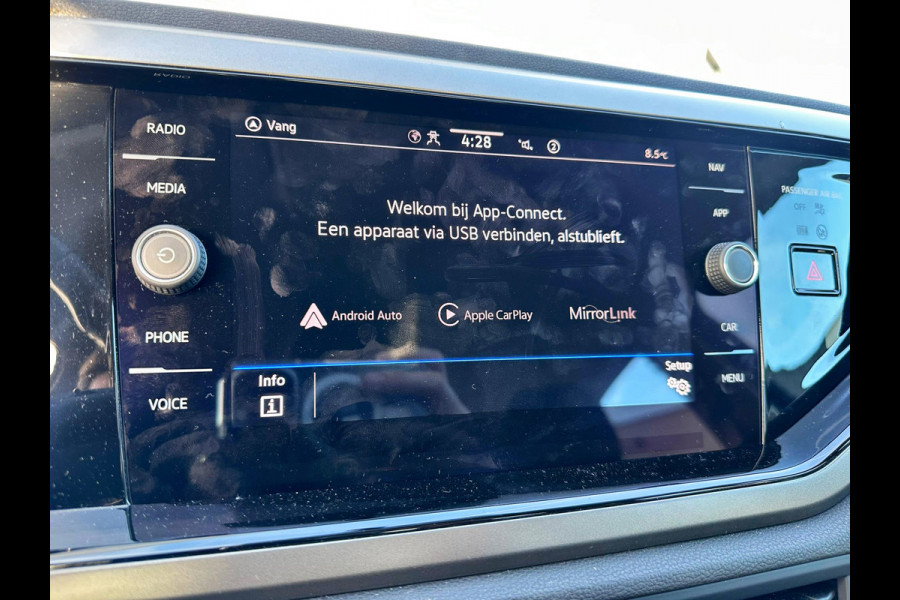 RADIO
MEDIA
PHONE
VOICE
Vang
4:28
2
8.5°C
Welkom bij App-Connect.
Een apparaat via USB verbinden, alstublieft.
Android Auto
Apple CarPlay
MirrorLink
Info
Setup
NAV
APP
CAR
MENU
PASSENGER
OFF